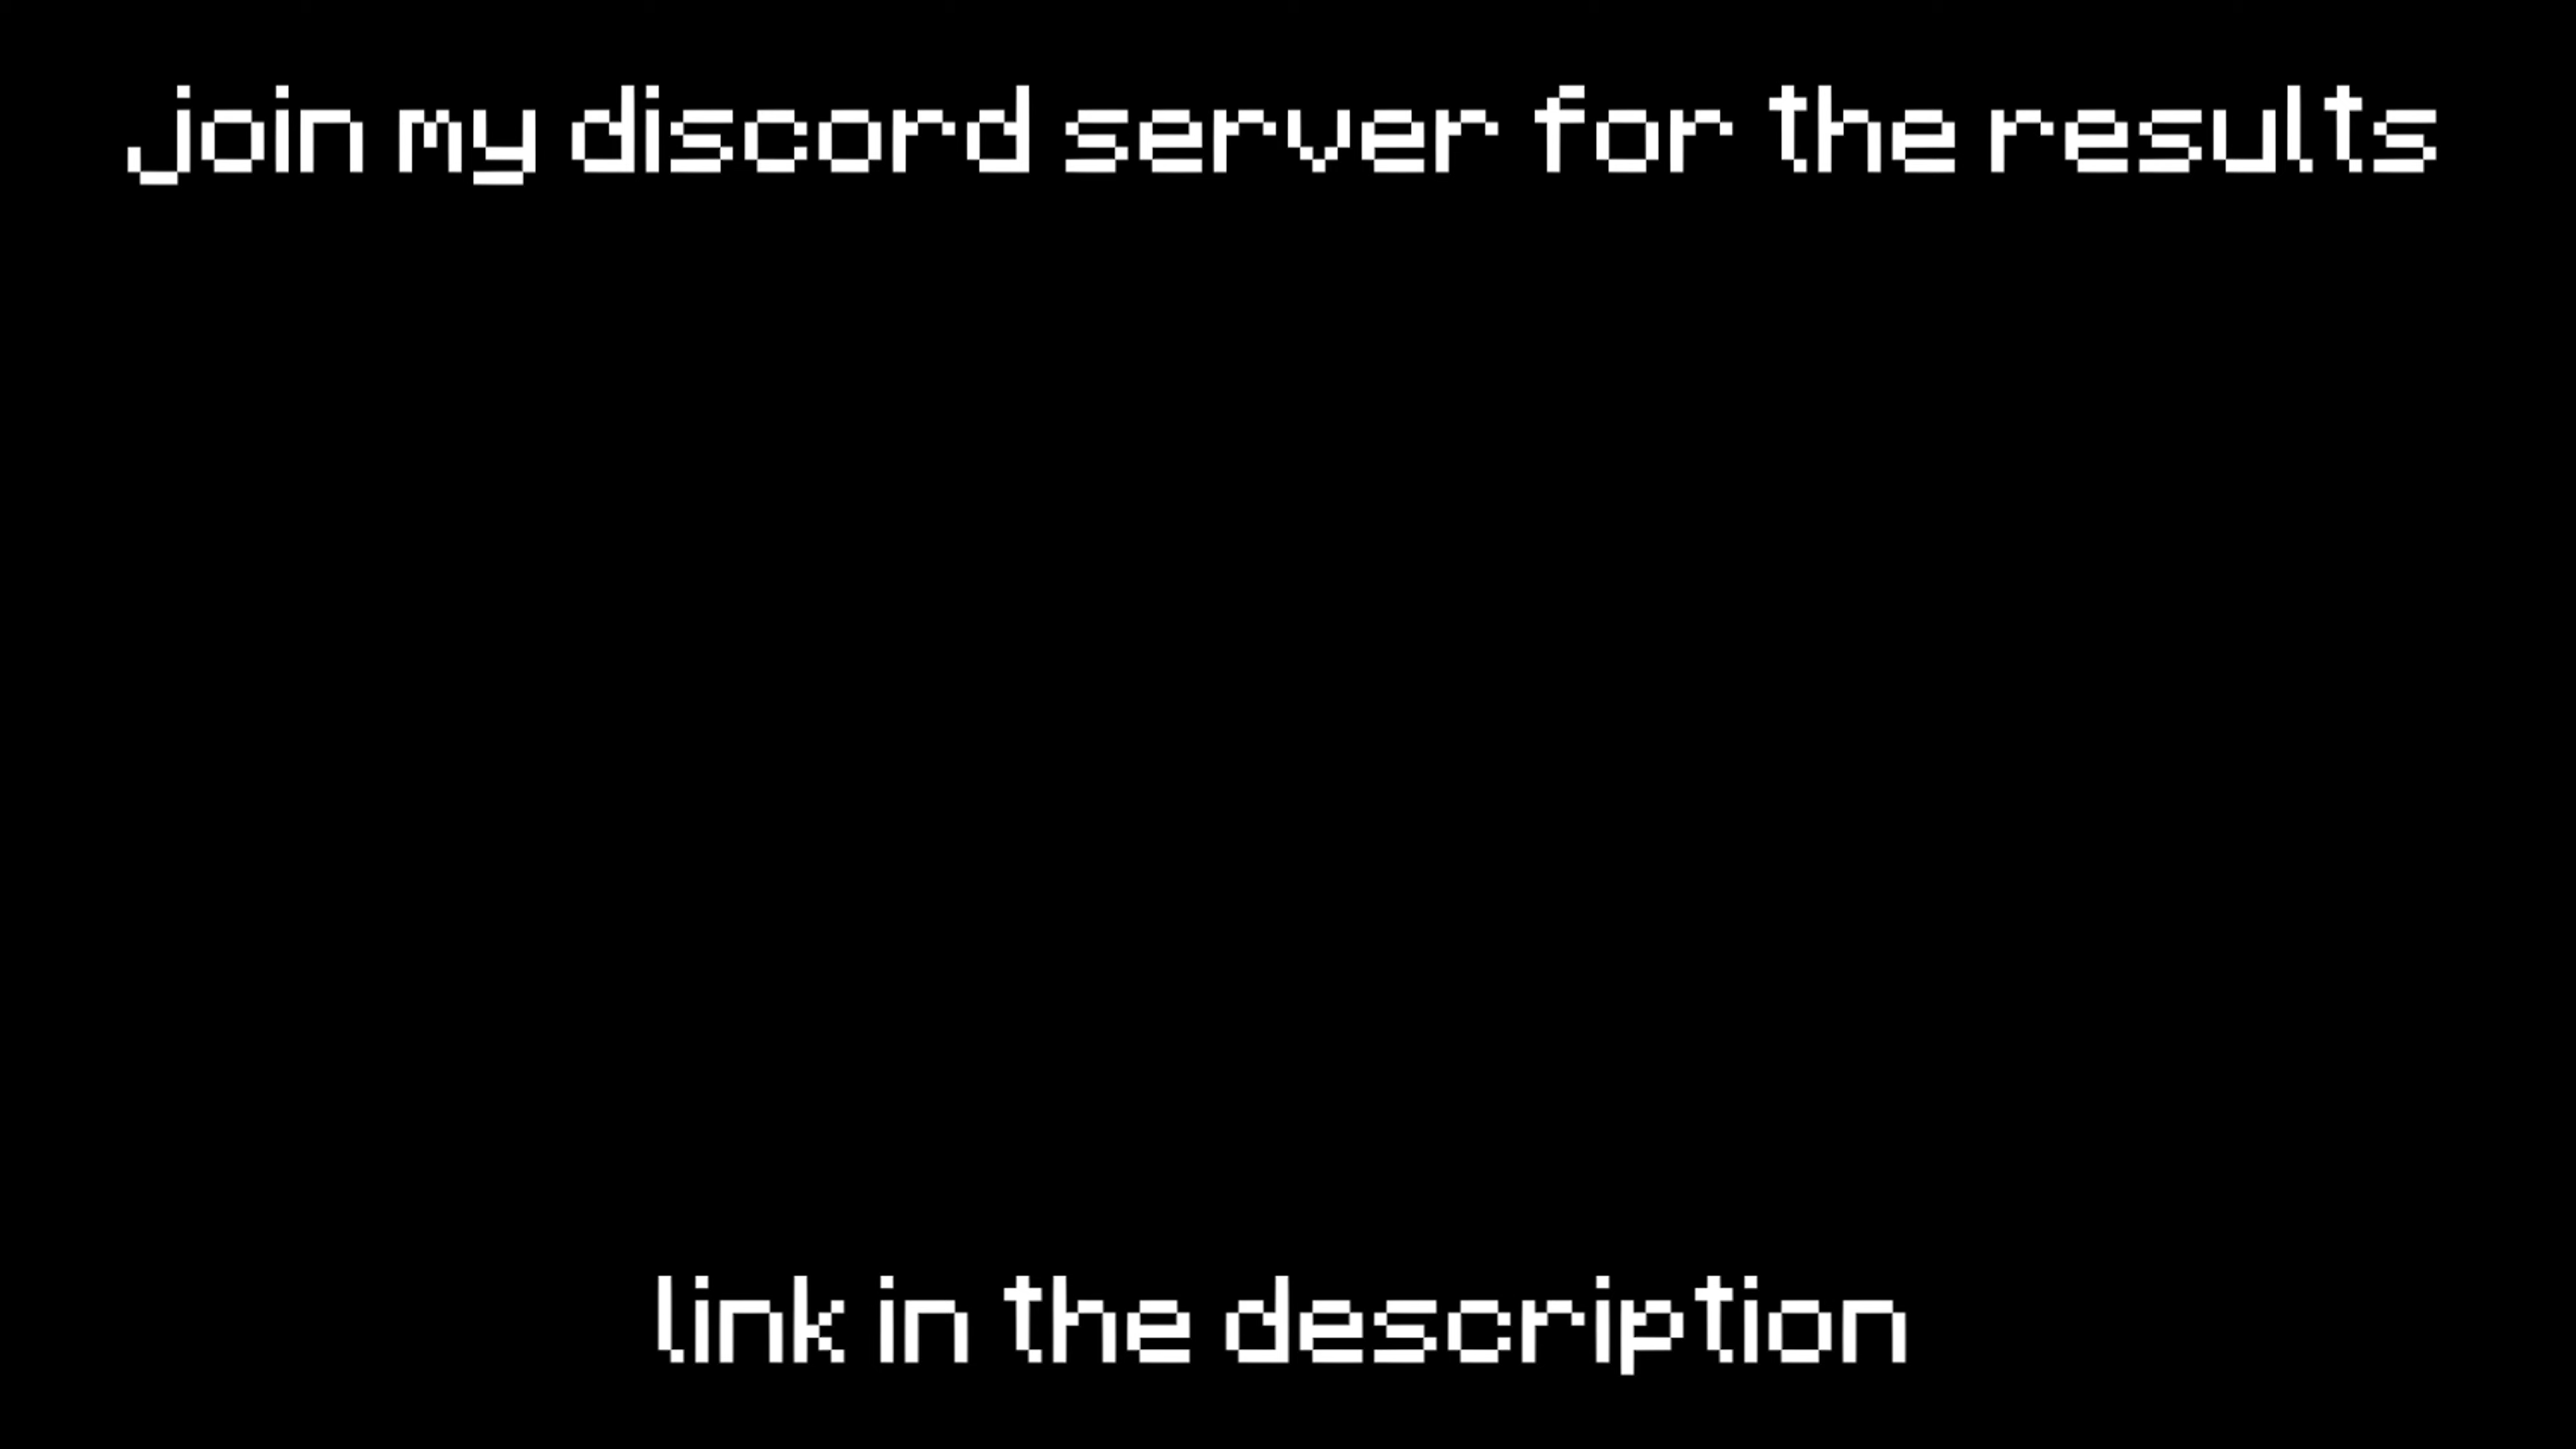 join my discord server for the results
link in the description